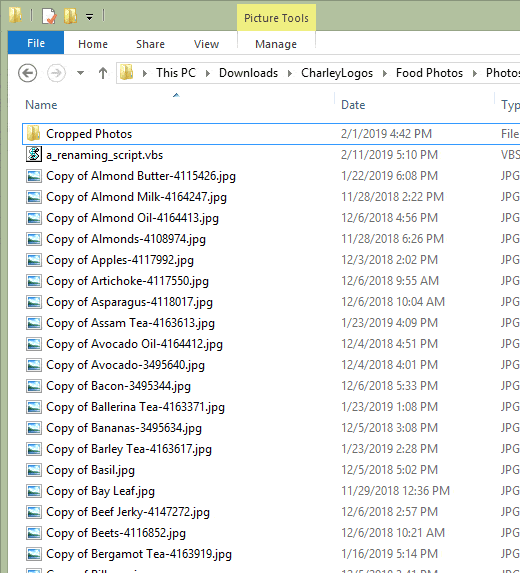 Picture Tools
File Home Share View Manage
This PC Downloads CharleyLogos Food Photos Photos
Name Date Ty
Cropped Photos 2/1/2019 4:42 PM File
a_renaming_script.vbs 2/11/2019 5:10 PM VBS
Copy of Almond Butter-4115426.jpg 1/22/2019 6:08 PM JPG
Copy of Almond Milk-4164247.jpg 11/28/2018 2:22 PM JPG
Copy of Almond Oil-4164413.jpg 12/6/2018 4:56 PM JPG
Copy of Almonds-4108974.jpg 11/28/2018 6:26 PM JPG
Copy of Apples-4117992.jpg 12/3/2018 2:02 PM JPG
Copy of Artichoke-4117550.jpg 12/6/2018 9:55 AM JPG
Copy of Asparagus-4118017.jpg 12/6/2018 10:04 AM JPG
Copy of Assam Tea-4163613.jpg 1/23/2019 4:09 PM JPG
Copy of Avocado Oil-4164412.jpg 12/4/2018 4:51 PM JPG
Copy of Avocado-3495640.jpg 12/4/2018 4:01 PM JPG
Copy of Bacon-3495344.jpg 12/6/2018 5:33 PM JPG
Copy of Ballerina Tea-4163371.jpg 1/23/2019 1:08 PM JPG
Copy of Bananas-3495634.jpg 12/5/2018 3:08 PM JPG
Copy of Barley Tea-4163617.jpg 1/23/2019 2:28 PM JPG
Copy of Basil.jpg 12/5/2018 5:02 PM JPG
Copy of Bay Leaf.jpg 11/29/2018 12:36 PM JPG
Copy of Beef Jerky-4147272.jpg 12/6/2018 2:57 PM JPG
Copy of Beets-4116852.jpg 12/6/2018 10:21 AM JPG
Copy of Bergamot Tea-4163919.jpg 1/16/2019 5:14 PM JPG